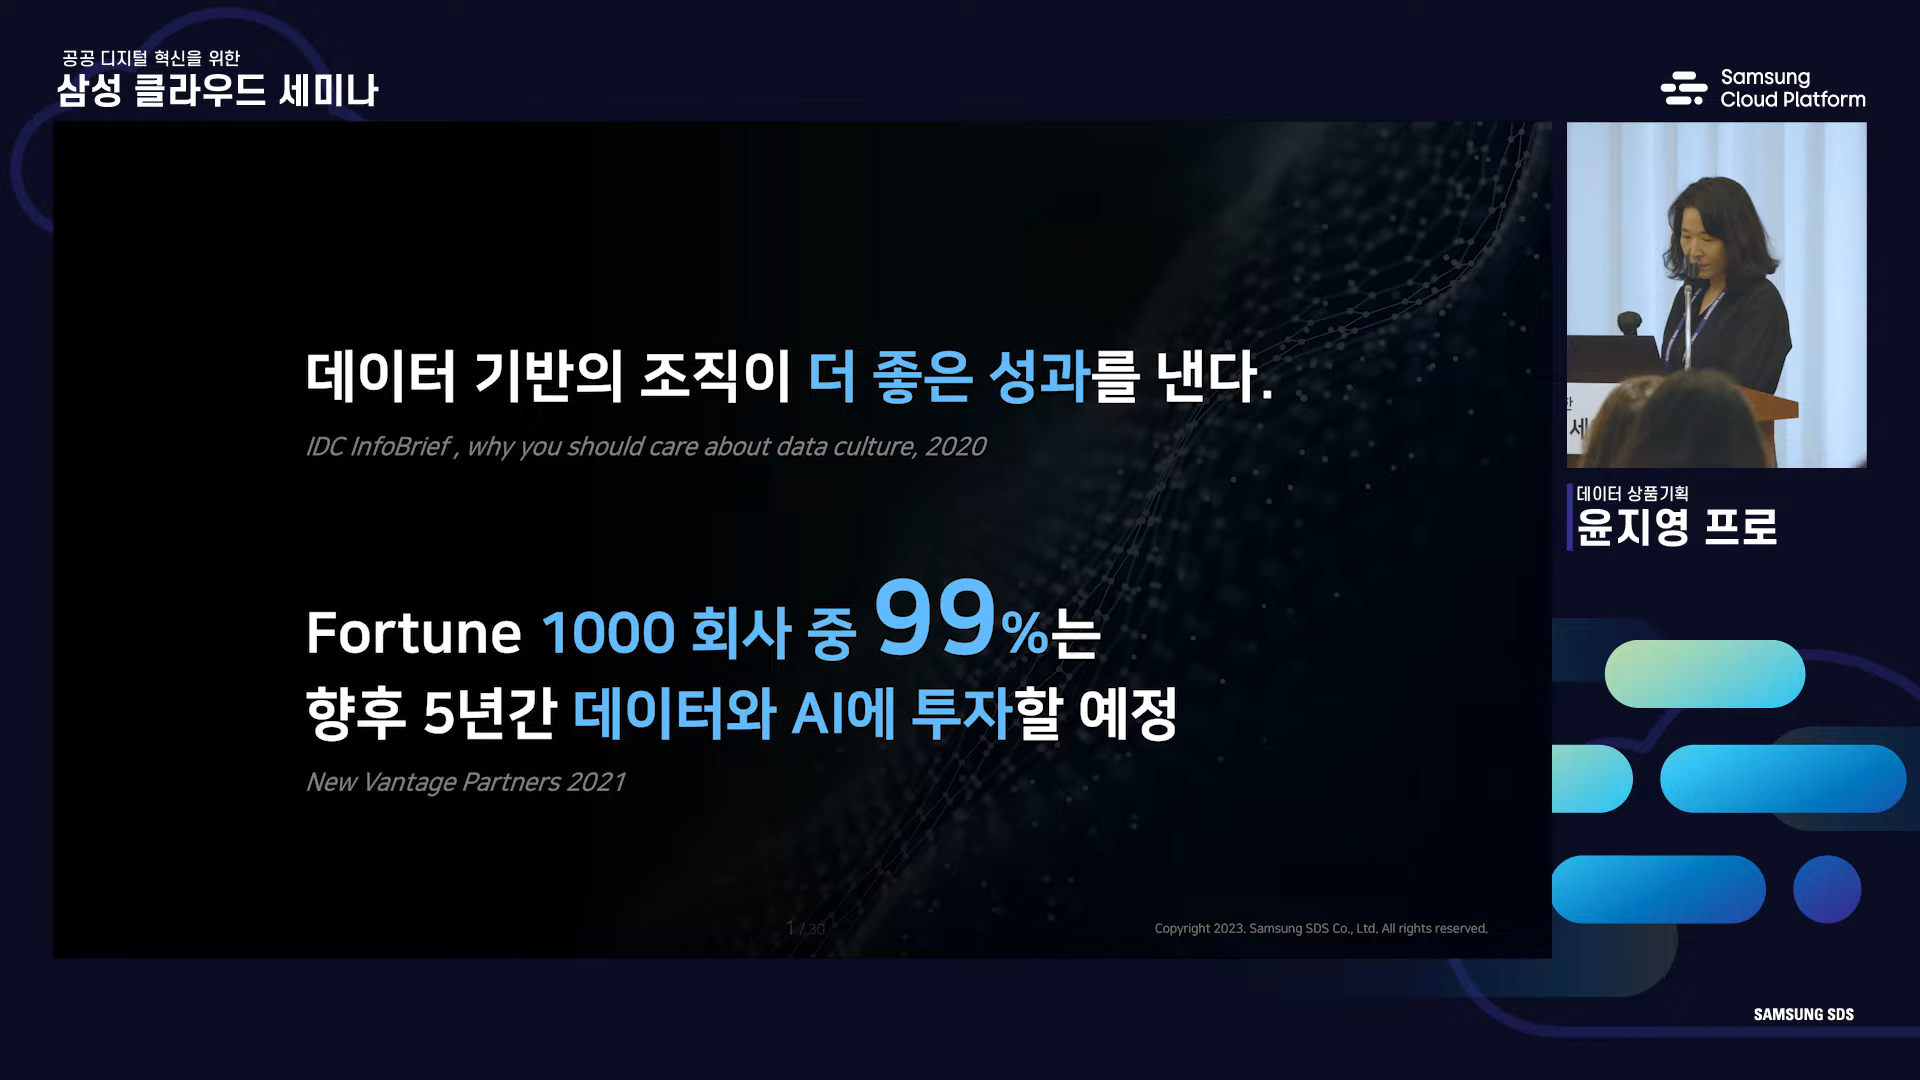 공공 디지털 혁신을 위한
삼성 클라우드 세미나
Samsung
Cloud Platform
데이터 기반의 조직이 더 좋은 성과를 낸다.
IDC InfoBrief , why you should care about data culture, 2020
Fortune 1000 회사 중 99%는
향후 5년간 데이터와 AI에 투자할 예정
New Vantage Partners 2021
1 / 30
Copyright 2023. Samsung SDS Co., Ltd. All rights reserved.
한
세
데이터 상품기획
윤지영 프로
SAMSUNG SDS